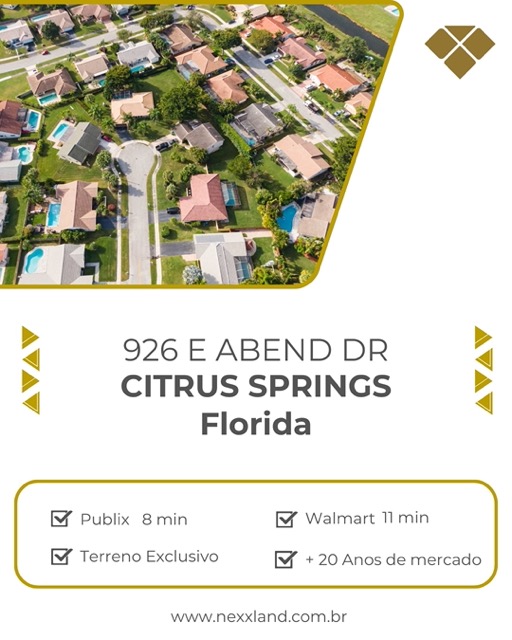 926 E ABEND DR
CITRUS SPRINGS
Florida
Publix 8 min
Walmart 11 min
Terreno Exclusivo
+ 20 Anos de mercado
www.nexxland.com.br